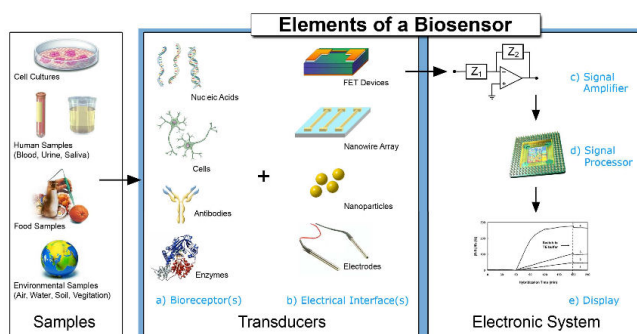 Elements of a Biosensor
Cell Cultures
Human Samples
(Blood, Urine, Saliva)
Food Samples
Environmental Samples
(Air, Water, Soil, Vegitation)
Samples
Nuc eic Acids
Cells
Antibodies
Enzymes
a) Bioreceptor(s)
+
FET Devices
Nanowire Array
Nanoparticles
Electrodes
b) Electrical Interface(s)
Transducers
Z₁
Z₂
c) Signal
Amplifier
d) Signal
Processor
e) Display
Electronic System